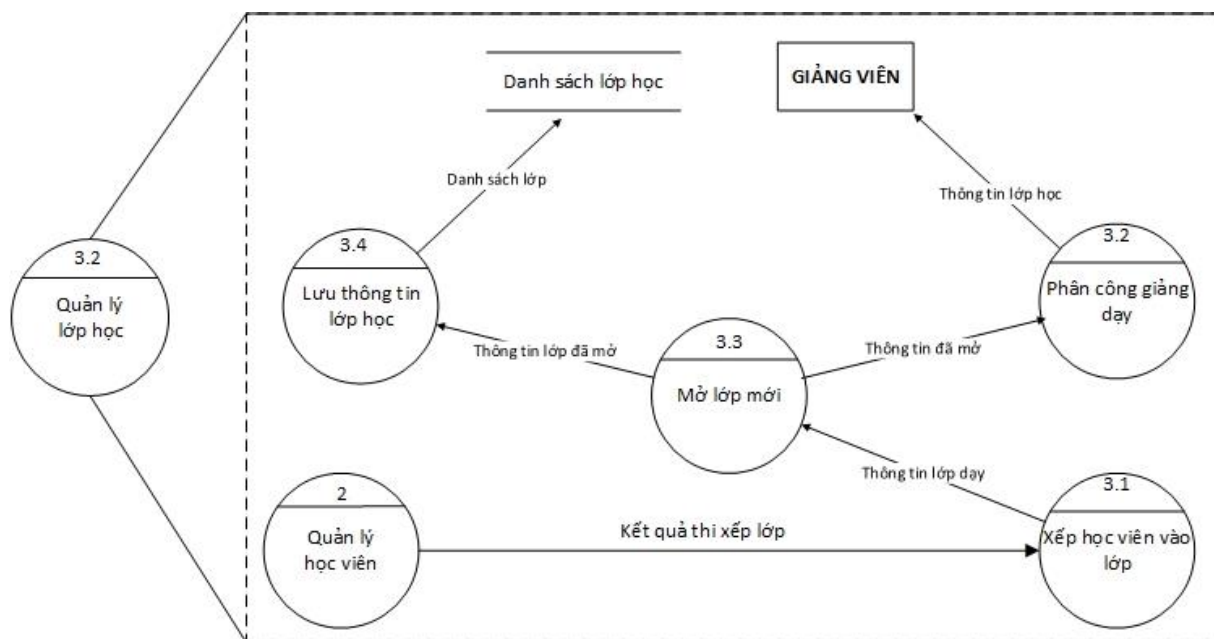 Danh sách lớp học
GIẢNG VIÊN
Danh sách lớp
Thông tin lớp học
3.2
Quản lý
lớp học
3.4
Lưu thông tin
lớp học
3.2
Phân công giảng
dạy
Thông tin lớp đã mở
3.3
Mở lớp mới
Thông tin đã mở
Thông tin lớp dạy
2
Quản lý
học viên
Kết quả thi xếp lớp
3.1
Xếp học viên vào
lớp